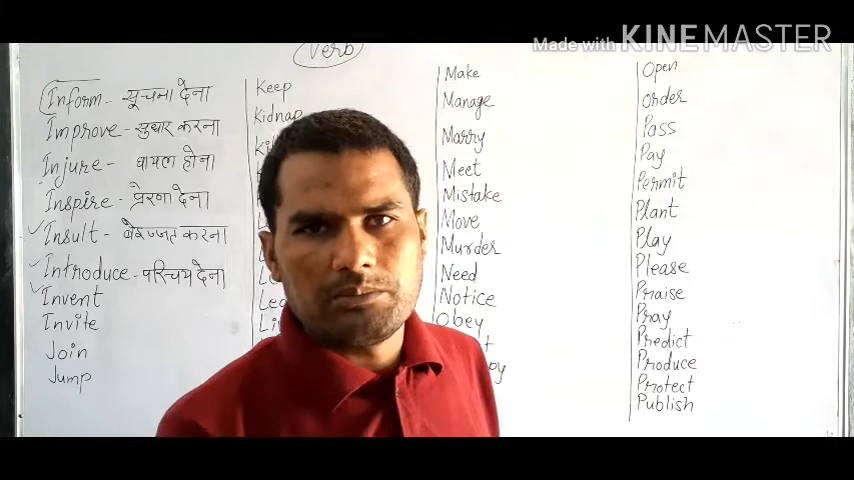 Made with KINEMASTER
Verb
Inform - सूचना देना
Improve - सुधार करना
Injure - घायल होना
Inspire - प्रेरणा देना
Insult - बेइज्जत करना
Introduce - परिचय देना
Invent
Invite
Join
Jump
Keep
Kidnap
Make
Manage
Marry
Meet
Mistake
Move
Murder
Need
Notice
Obey
Open
Order
Pass
Pay
Permit
Plant
Play
Please
Praise
Pray
Predict
Produce
Protect
Publish